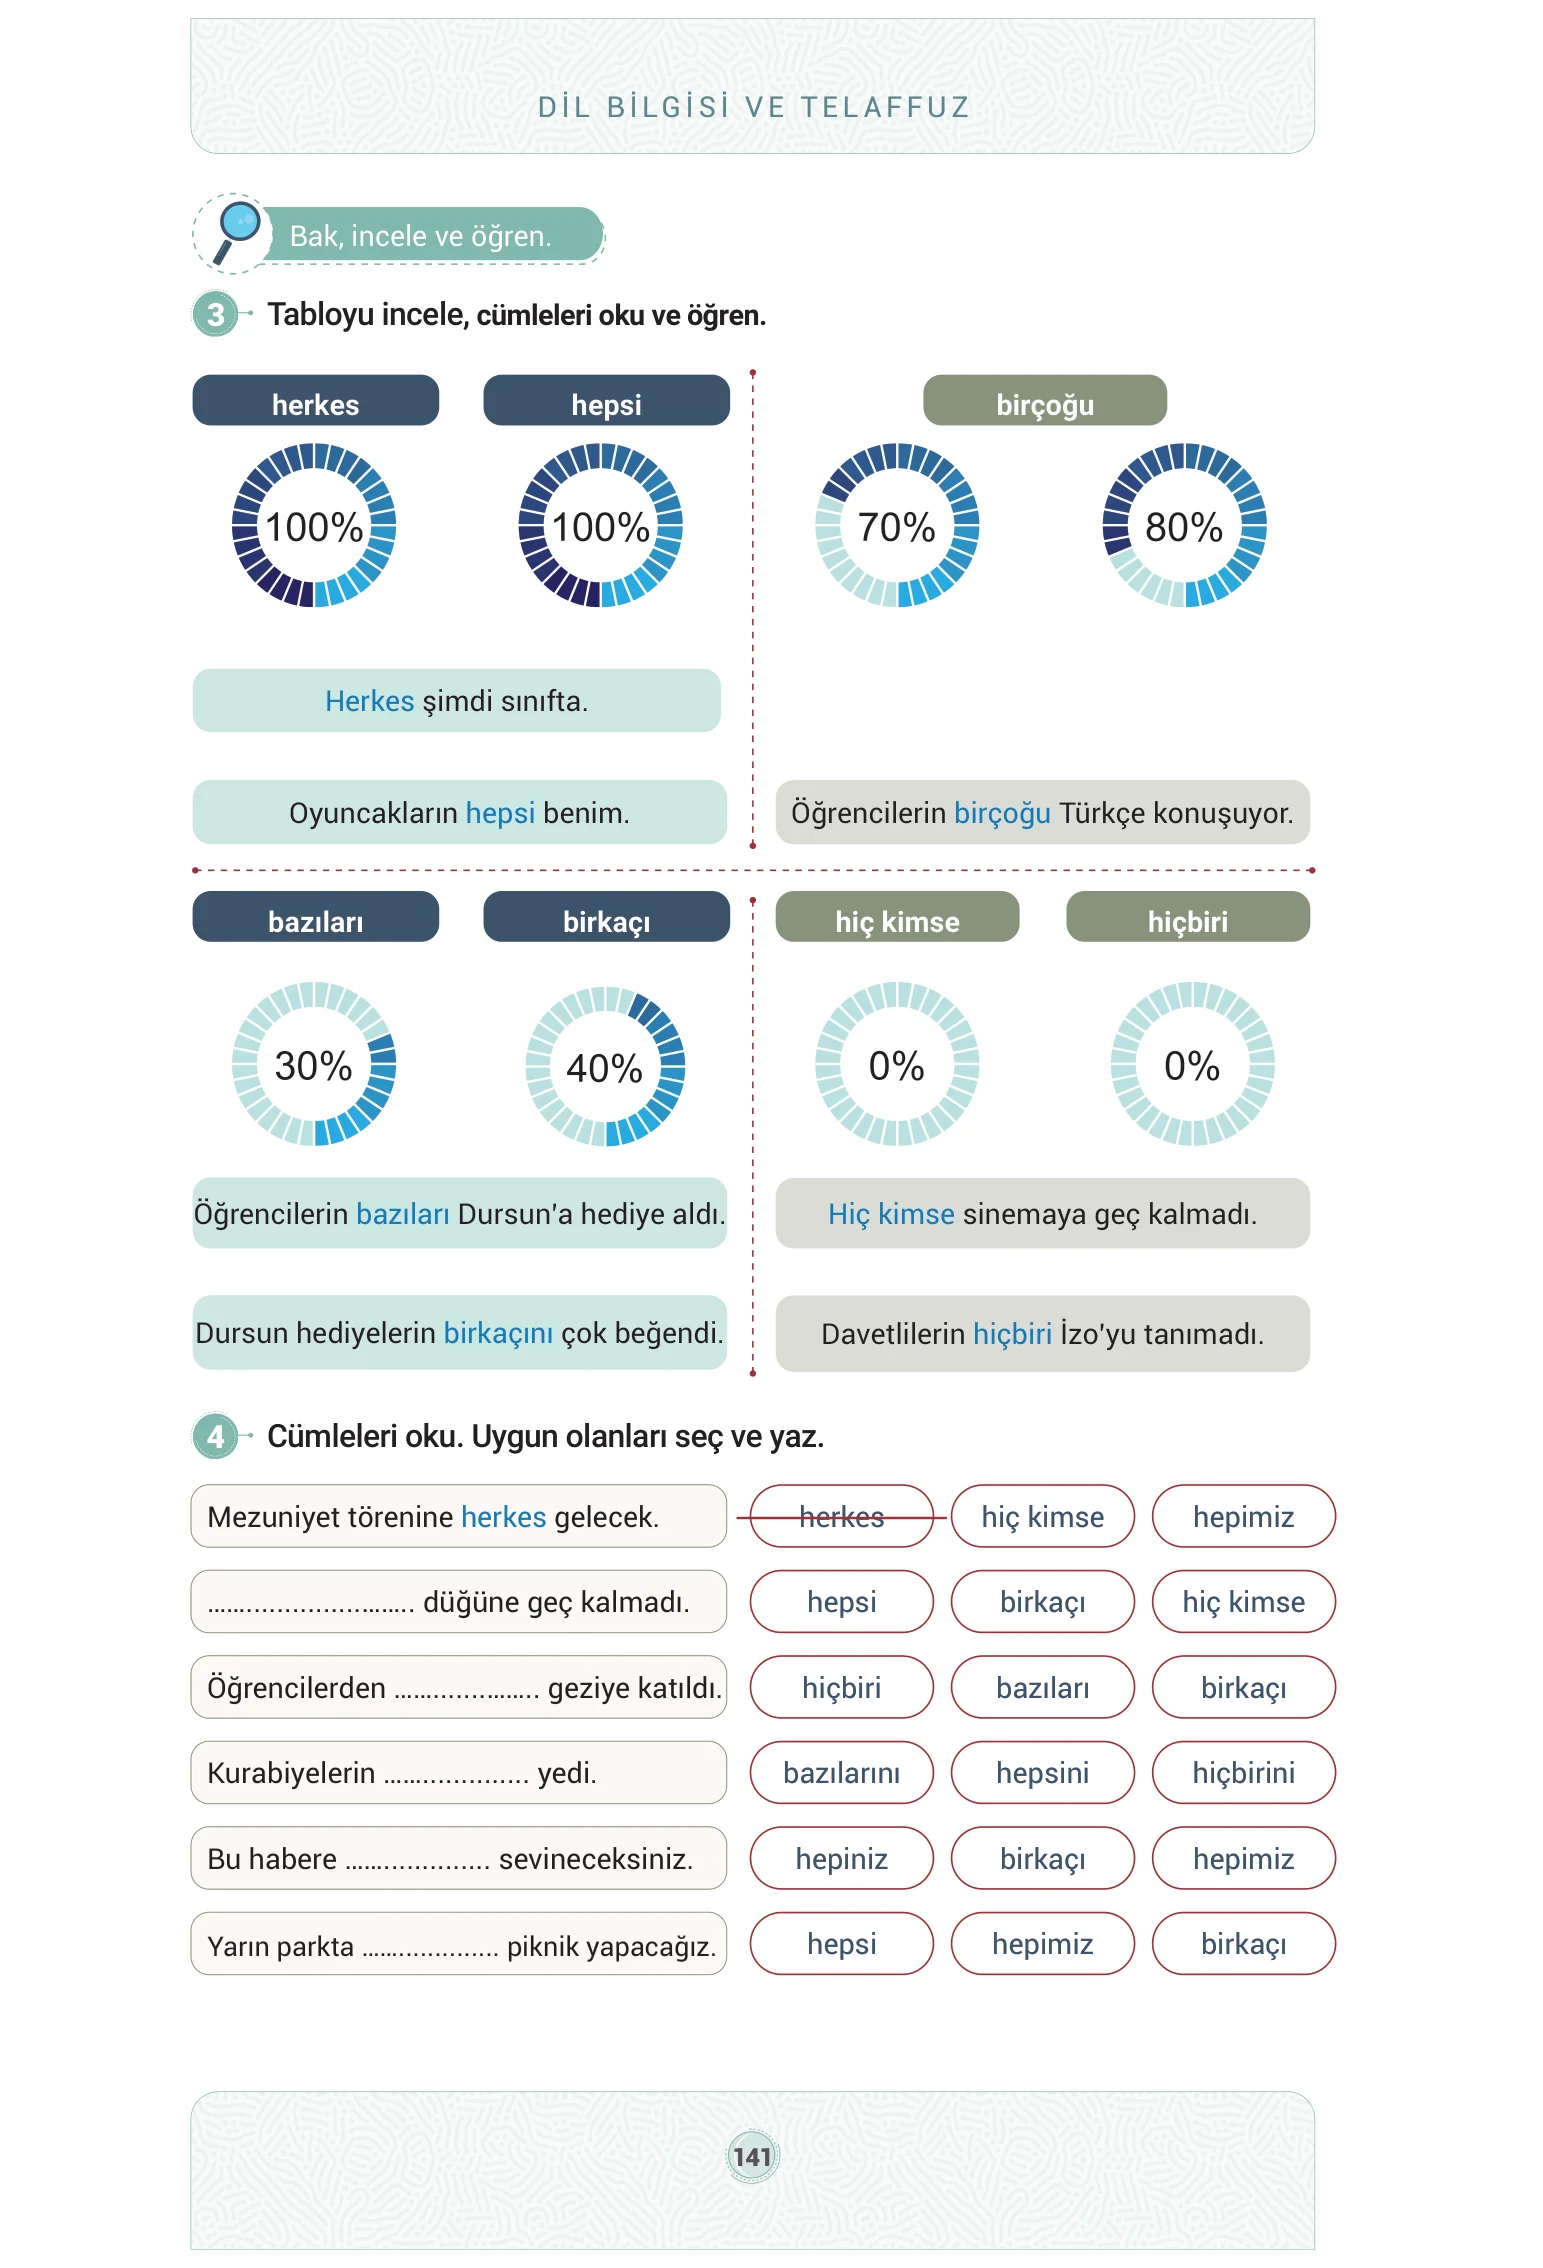 DİL BİLGİSİ VE TELAFFUZ
Bak, incele ve öğren.
3 Tabloyu incele, cümleleri oku ve öğren.
herkes hepsi birçoğu
100% 100% 70% 80%
Herkes şimdi sınıfta.
Oyuncakların hepsi benim. Öğrencilerin birçoğu Türkçe konuşuyor.
bazıları birkaçı hiç kimse hiçbiri
30% 40% 0% 0%
Öğrencilerin bazıları Dursun'a hediye aldı. Hiç kimse sinemaya geç kalmadı.
Dursun hediyelerin birkaçını çok beğendi. Davetlilerin hiçbiri İzo'yu tanımadı.
4 Cümleleri oku. Uygun olanları seç ve yaz.
Mezuniyet törenine herkes gelecek. herkes hiç kimse hepimiz
........................... düğüne geç kalmadı. hepsi birkaçı hiç kimse
Öğrencilerden ................... geziye katıldı. hiçbiri bazıları birkaçı
Kurabiyelerin ................... yedi. bazılarını hepsini hiçbirini
Bu habere ................... sevineceksiniz. hepiniz birkaçı hepimiz
Yarın parkta .................. piknik yapacağız. hepsi hepimiz birkaçı
141